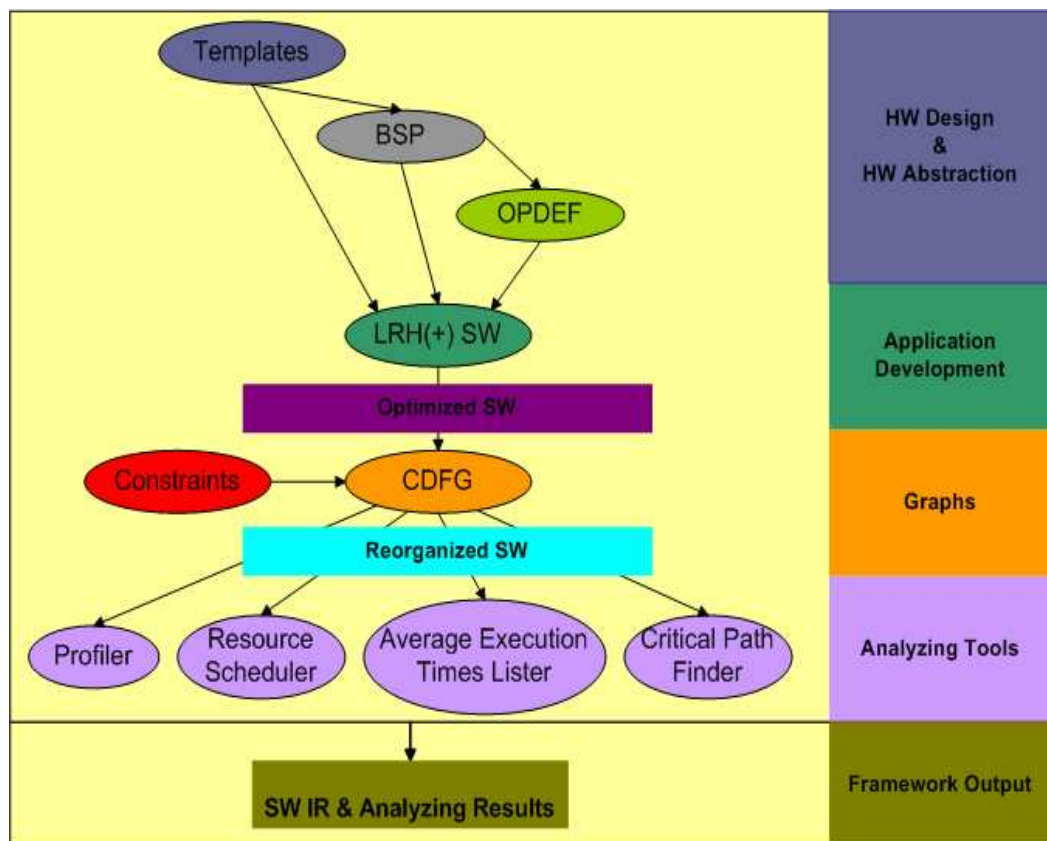 Templates
BSP
HW Design
&
HW Abstraction
OPDEF
LRH(+) SW
Application
Development
Optimized SW
Constraints
CDFG
Graphs
Reorganized SW
Profiler
Resource
Scheduler
Average Execution
Times Lister
Critical Path
Finder
Analyzing Tools
SW IR & Analyzing Results
Framework Output